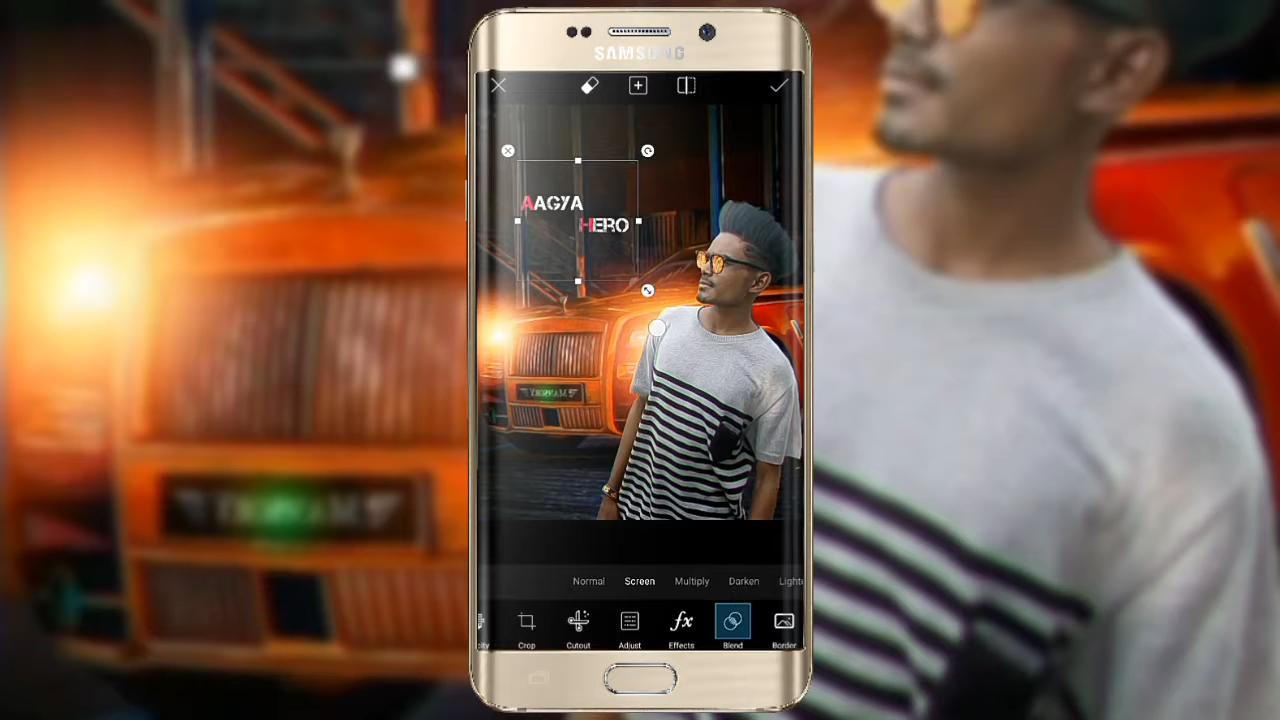 SAMSUNG
AAGYA
HERO
Normal Screen Multiply Darken Light
Crop Cutout Adjust fx Effects Blend Border